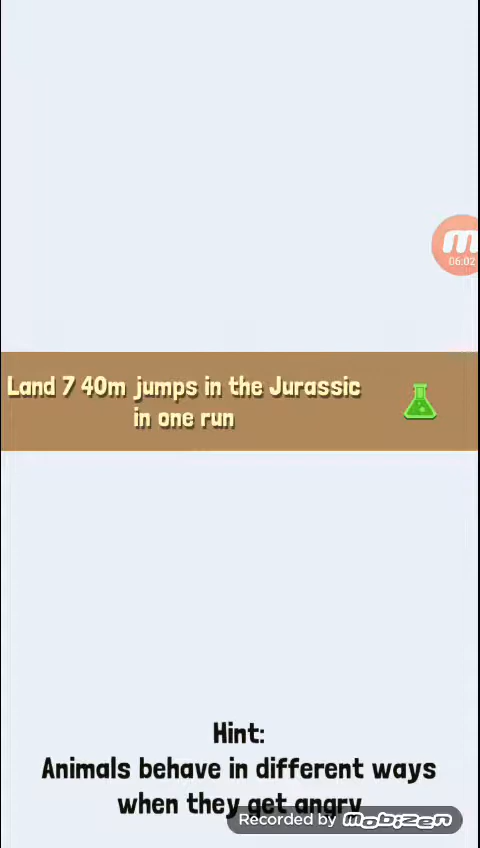 06:02
Land 7 40m jumps in the Jurassic
in one run
Hint:
Animals behave in different ways
when they get angry
Recorded by mobizen